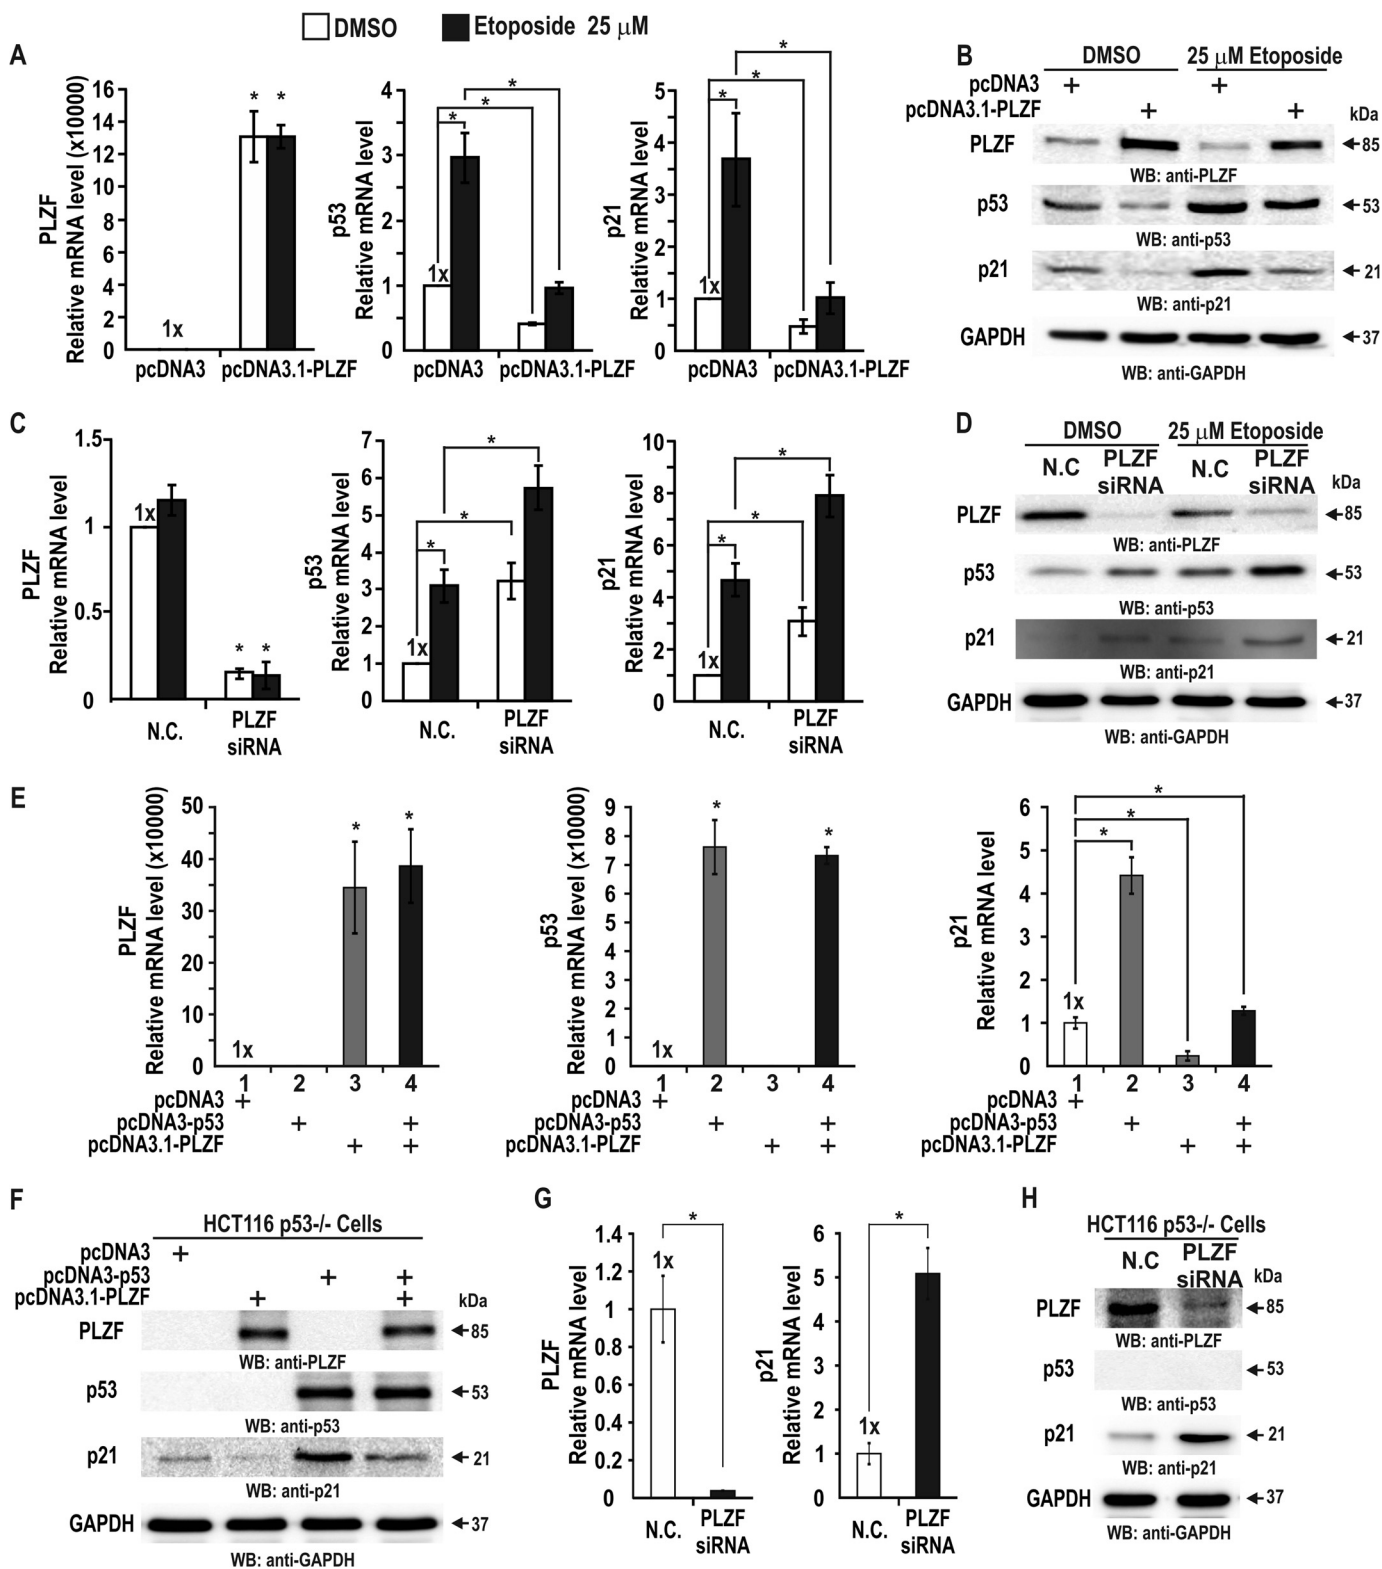 DMSO
Etoposide 25 μM
A
PLZF
Relative mRNA level (x10000)
16
14
12
10
8
6
4
2
0
1x
*
*
pcDNA3
pcDNA3.1-PLZF
p53
Relative mRNA level
4
3
2
1
0
1x
*
*
*
pcDNA3
pcDNA3.1-PLZF
p21
Relative mRNA level
5
4
3
2
1
0
1x
*
*
*
pcDNA3
pcDNA3.1-PLZF
B
DMSO
25 μM Etoposide
pcDNA3
+
+
pcDNA3.1-PLZF
+
+
kDa
PLZF
85
WB: anti-PLZF
p53
53
WB: anti-p53
p21
21
WB: anti-p21
GAPDH
37
WB: anti-GAPDH
C
PLZF
Relative mRNA level
1.5
1
0.5
0
1x
*
*
N.C.
PLZF
siRNA
p53
Relative mRNA level
7
6
5
4
3
2
1
0
1x
*
*
*
N.C.
PLZF
siRNA
p21
Relative mRNA level
10
8
6
4
2
0
1x
*
*
*
N.C.
PLZF
siRNA
D
DMSO
25 μM Etoposide
N.C
PLZF
siRNA
N.C
PLZF
siRNA
kDa
PLZF
85
WB: anti-PLZF
p53
53
WB: anti-p53
p21
21
WB: anti-p21
GAPDH
37
WB: anti-GAPDH
E
PLZF
Relative mRNA level (x10000)
50
40
30
20
10
0
1x
*
*
1 2 3 4
pcDNA3 +
pcDNA3-p53 + +
pcDNA3.1-PLZF + +
p53
Relative mRNA level (x10000)
9
8
7
6
5
4
3
2
1
0
1x
*
*
1 2 3 4
pcDNA3 +
pcDNA3-p53 + +
pcDNA3.1-PLZF + +
p21
Relative mRNA level
6
5
4
3
2
1
0
1x
*
*
*
1 2 3 4
pcDNA3 +
pcDNA3-p53 + +
pcDNA3.1-PLZF + +
F
HCT116 p53-/- Cells
pcDNA3 +
pcDNA3-p53 + +
pcDNA3.1-PLZF + +
kDa
PLZF
85
WB: anti-PLZF
p53
53
WB: anti-p53
p21
21
WB: anti-p21
GAPDH
37
WB: anti-GAPDH
G
PLZF
Relative mRNA level
1.4
1.2
1
0.8
0.6
0.4
0.2
0
1x
*
N.C.
PLZF
siRNA
p21
Relative mRNA level
6
5
4
3
2
1
0
1x
*
N.C.
PLZF
siRNA
H
HCT116 p53-/- Cells
N.C
PLZF
siRNA
kDa
PLZF
85
WB: anti-PLZF
p53
53
WB: anti-p53
p21
21
WB: anti-p21
GAPDH
37
WB: anti-GAPDH